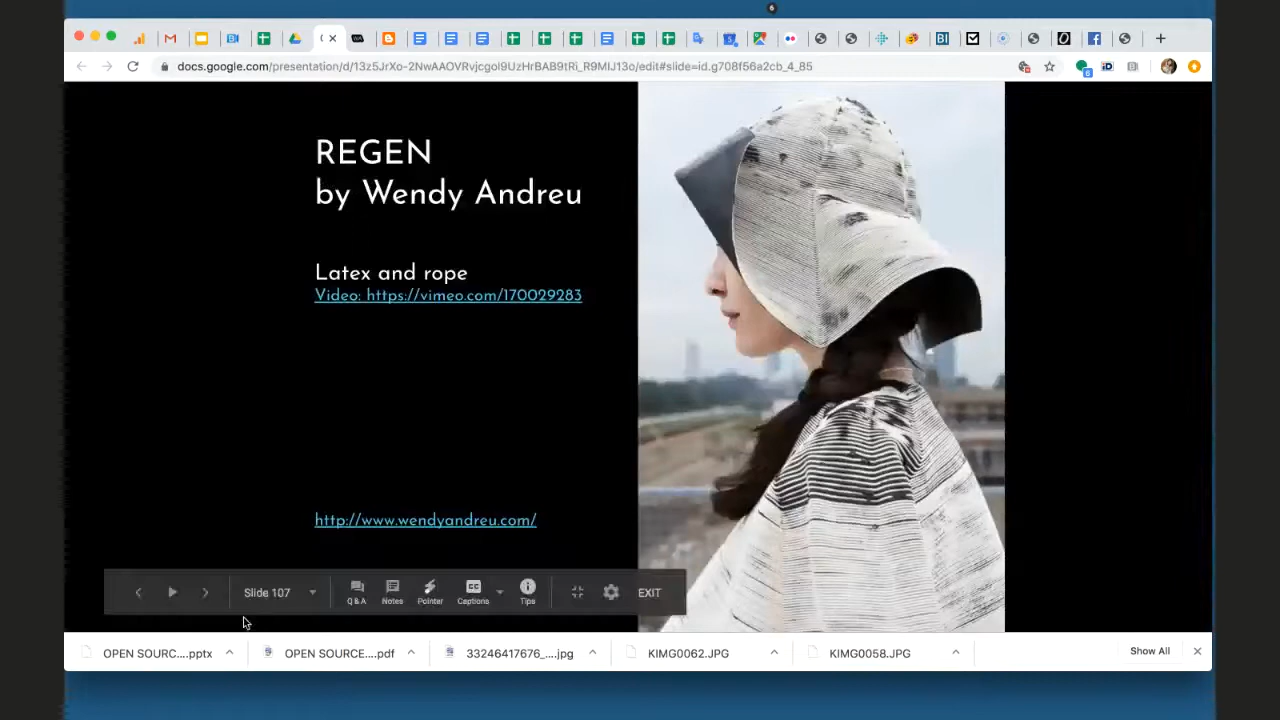 6
docs.google.com/presentation/d/13z5JrXo-2NwAAOVRvjcgol9UzHrBAB9tRi_R9MIJ13o/edit#slide=id.g708f56a2cb_4_85
REGEN
by Wendy Andreu
Latex and rope
Video: https://vimeo.com/170029283
http://www.wendyandreu.com/
Slide 107
Q & A
Notes
Pointer
Captions
Tips
EXIT
OPEN SOURC....pptx
OPEN SOURCE....pdf
33246417676_....jpg
KIMG0062.JPG
KIMG0058.JPG
Show All